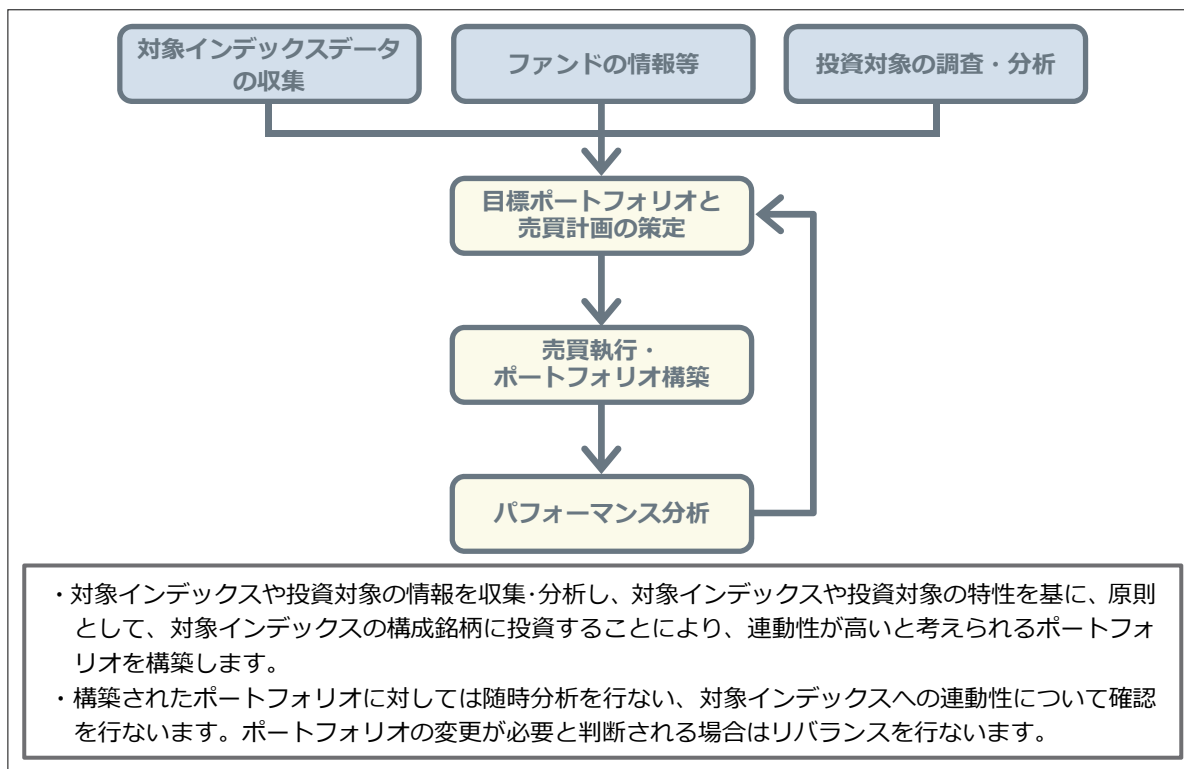 対象インデックスデータ
の収集
ファンドの情報等
投資対象の調査・分析
目標ポートフォリオと
売買計画の策定
売買執行・
ポートフォリオ構築
パフォーマンス分析
・対象インデックスや投資対象の情報を収集･分析し、対象インデックスや投資対象の特性を基に、原則
として、対象インデックスの構成銘柄に投資することにより、連動性が高いと考えられるポートフォ
リオを構築します。
・構築されたポートフォリオに対しては随時分析を行ない、対象インデックスへの連動性について確認
を行ないます。ポートフォリオの変更が必要と判断される場合はリバランスを行ないます。